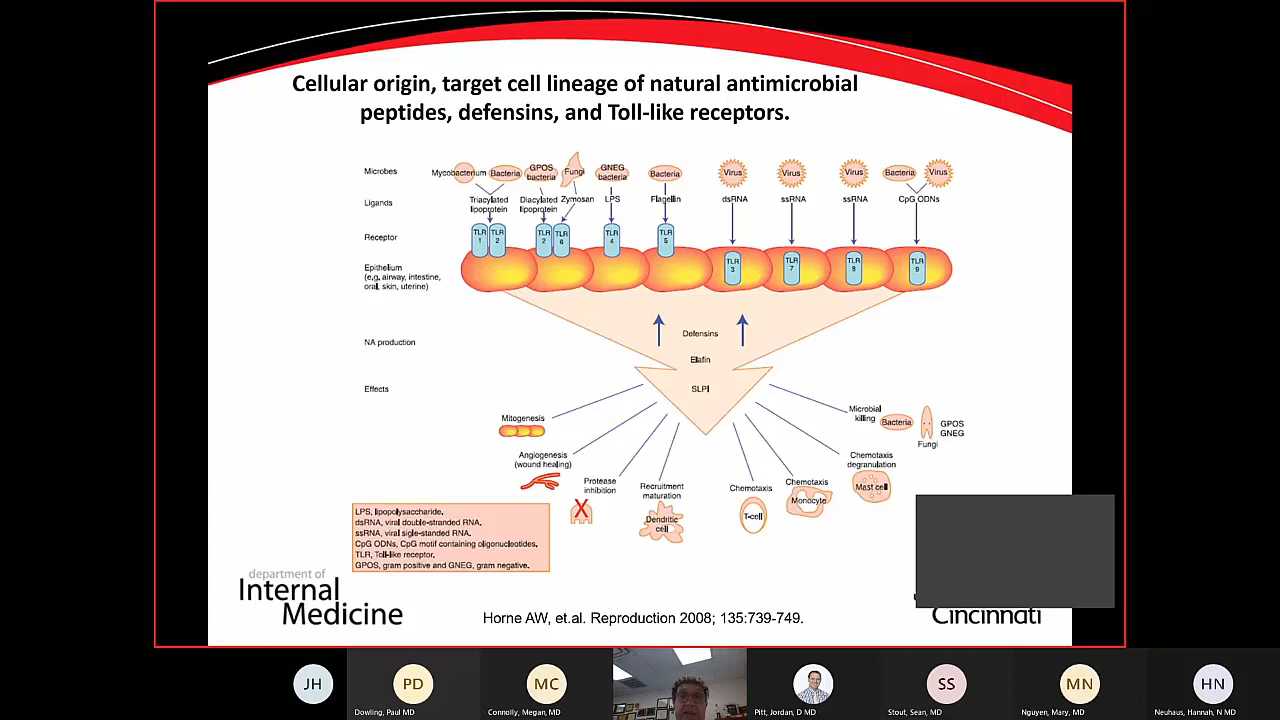 Cellular origin, target cell lineage of natural antimicrobial
peptides, defensins, and Toll-like receptors.
Microbes
Mycobacterium
Bacteria
GPOS
bacteria
Fungi
GNEG
bacteria
Bacteria
Virus
Virus
Virus
Bacteria
Virus
Ligands
Triacylated
lipoprotein
Diacylated
lipoprotein
Zymosan
LPS
Flagellin
dsRNA
ssRNA
ssRNA
CpG ODNs
Receptor
TLR
1
TLR
2
TLR
2
TLR
6
TLR
4
TLR
5
Epithelium
(e,g, airway, intestine,
oral, skin, uterine)
TLR
3
TLR
7
TLR
8
TLR
9
NA production
Defensins
Elafin
Effects
SLPI
Mitogenesis
Angiogenesis
(wound healing)
Protease
inhibition
X
Recruitment
maturation
Dendritic
cell
Chemotaxis
T-cell
Chemotaxis
Monocyte
Chemotaxis
degranulation
Mast cell
Microbial
killing
Bacteria
Fungi
GPOS
GNEG
LPS, lipopolysaccharide.
dsRNA, viral double-stranded RNA.
ssRNA, viral sigle-standed RNA.
CpG ODNs, CpG motif containing oligonucleotides.
TLR, Toll-like receptor.
GPOS, gram positive and GNEG, gram negative.
department of
Internal
Medicine
Horne AW, et.al. Reproduction 2008; 135:739-749.
Cincinnati
JH
PD
MC
SS
MN
HN
Dowling, Paul MD
Connolly, Megan, MD
Pitt, Jordan, D MD
Stout, Sean, MD
Nguyen, Mary, MD
Neuhaus, Hannah, N MD